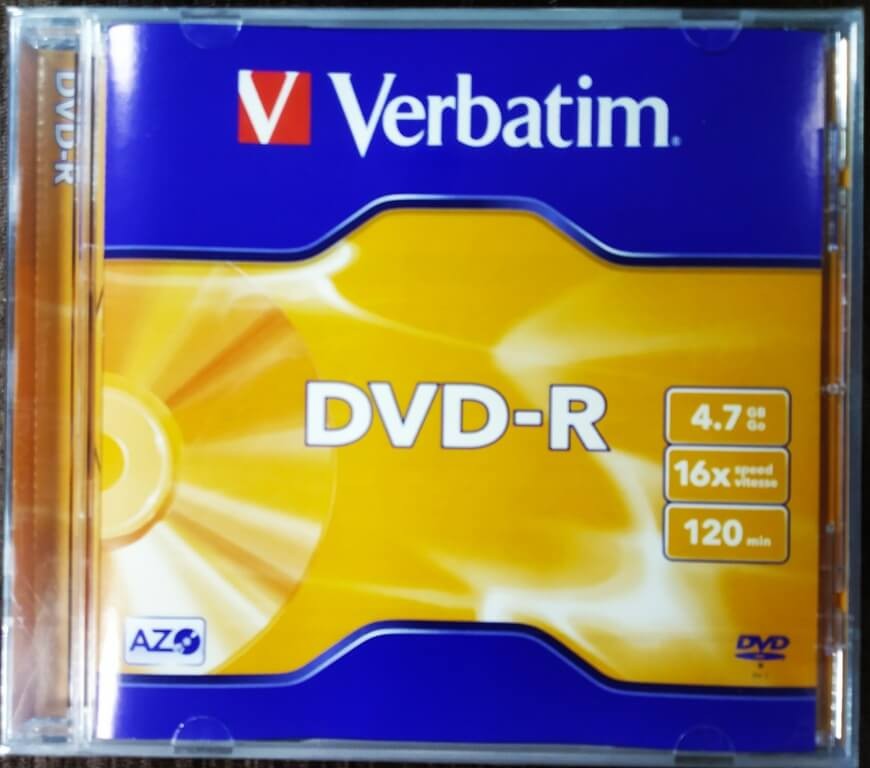 DVD-R
V Verbatim
DVD-R
4.7 GB Go
16x speed vitesse
120 min
AZO
DVD